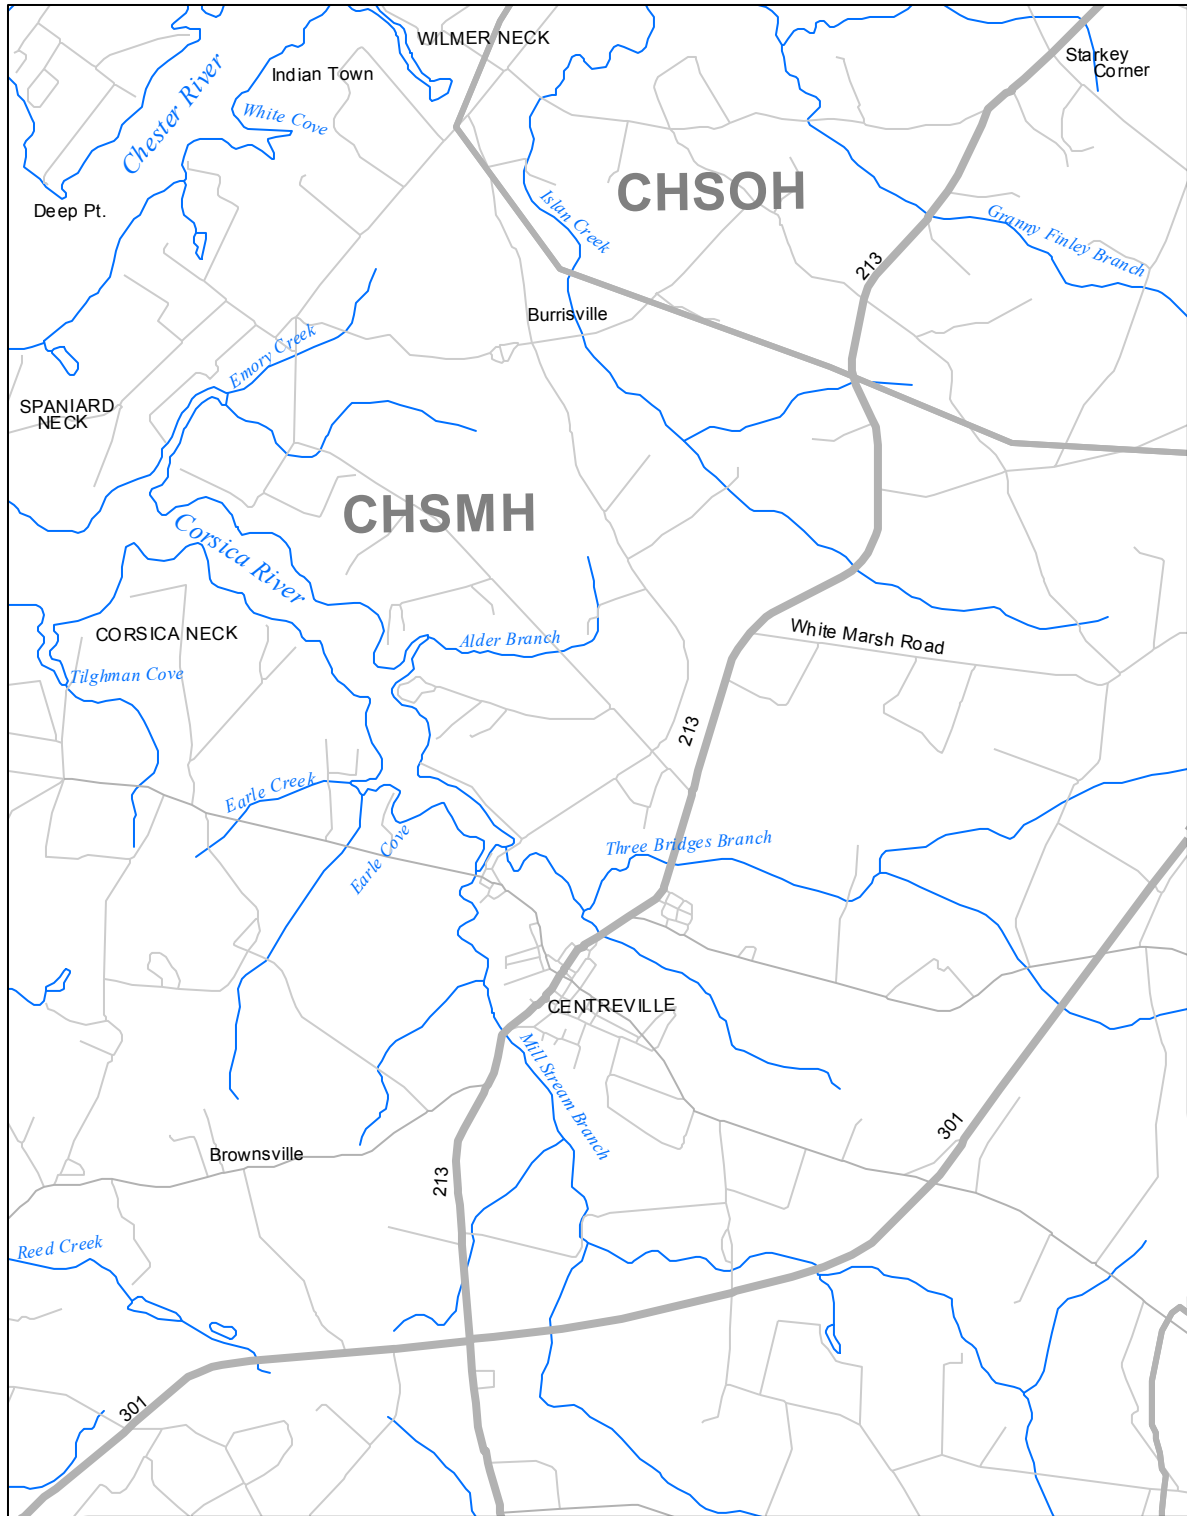 WILMER NECK
Starkey
Corner
Indian Town
Chester River
White Cove
CHSOH
Deep Pt.
Islan Creek
Granny Finley Branch
213
Burrisville
Emory Creek
SPANIARD
NECK
CHSMH
Corsica River
CORSICA NECK
Alder Branch
White Marsh Road
Tilghman Cove
213
Earle Creek
Earle Cove
Three Bridges Branch
CENTREVILLE
Mill Stream Branch
301
Brownsville
213
Reed Creek
301